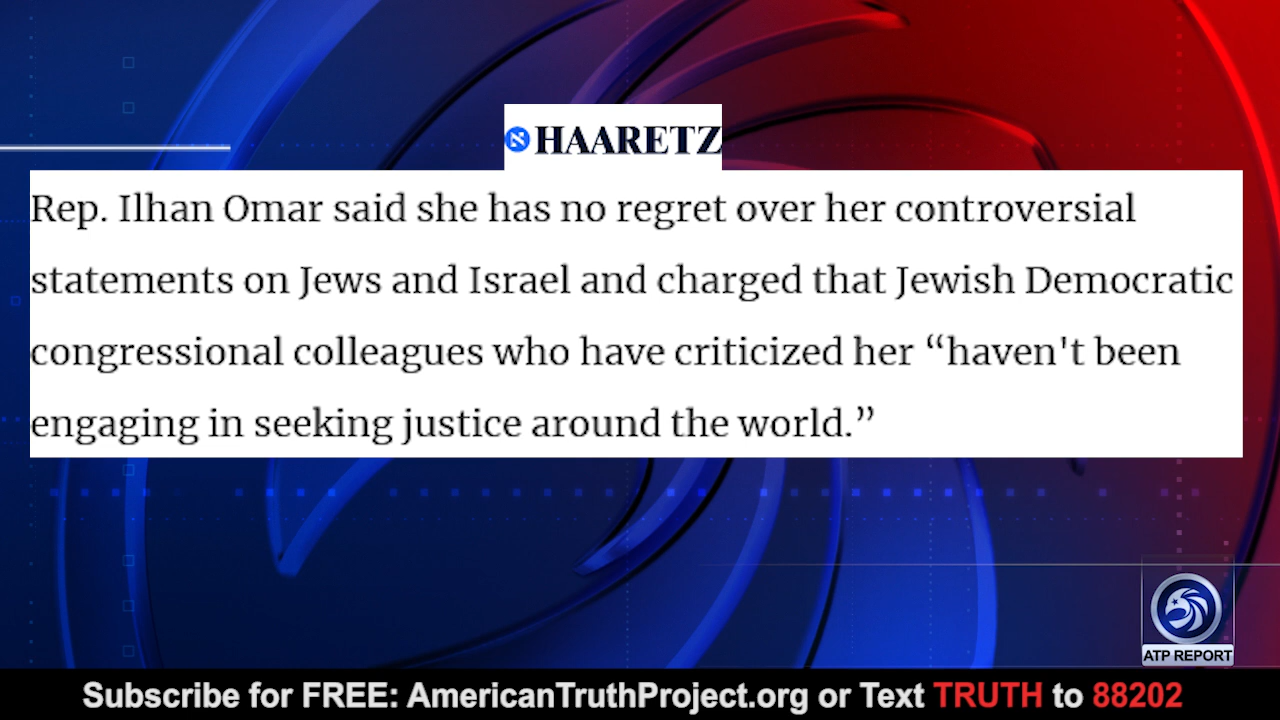 HAARETZ
Rep. Ilhan Omar said she has no regret over her controversial
statements on Jews and Israel and charged that Jewish Democratic
congressional colleagues who have criticized her “haven't been
engaging in seeking justice around the world.”
ATP REPORT
Subscribe for FREE: AmericanTruthProject.org or Text TRUTH to 88202